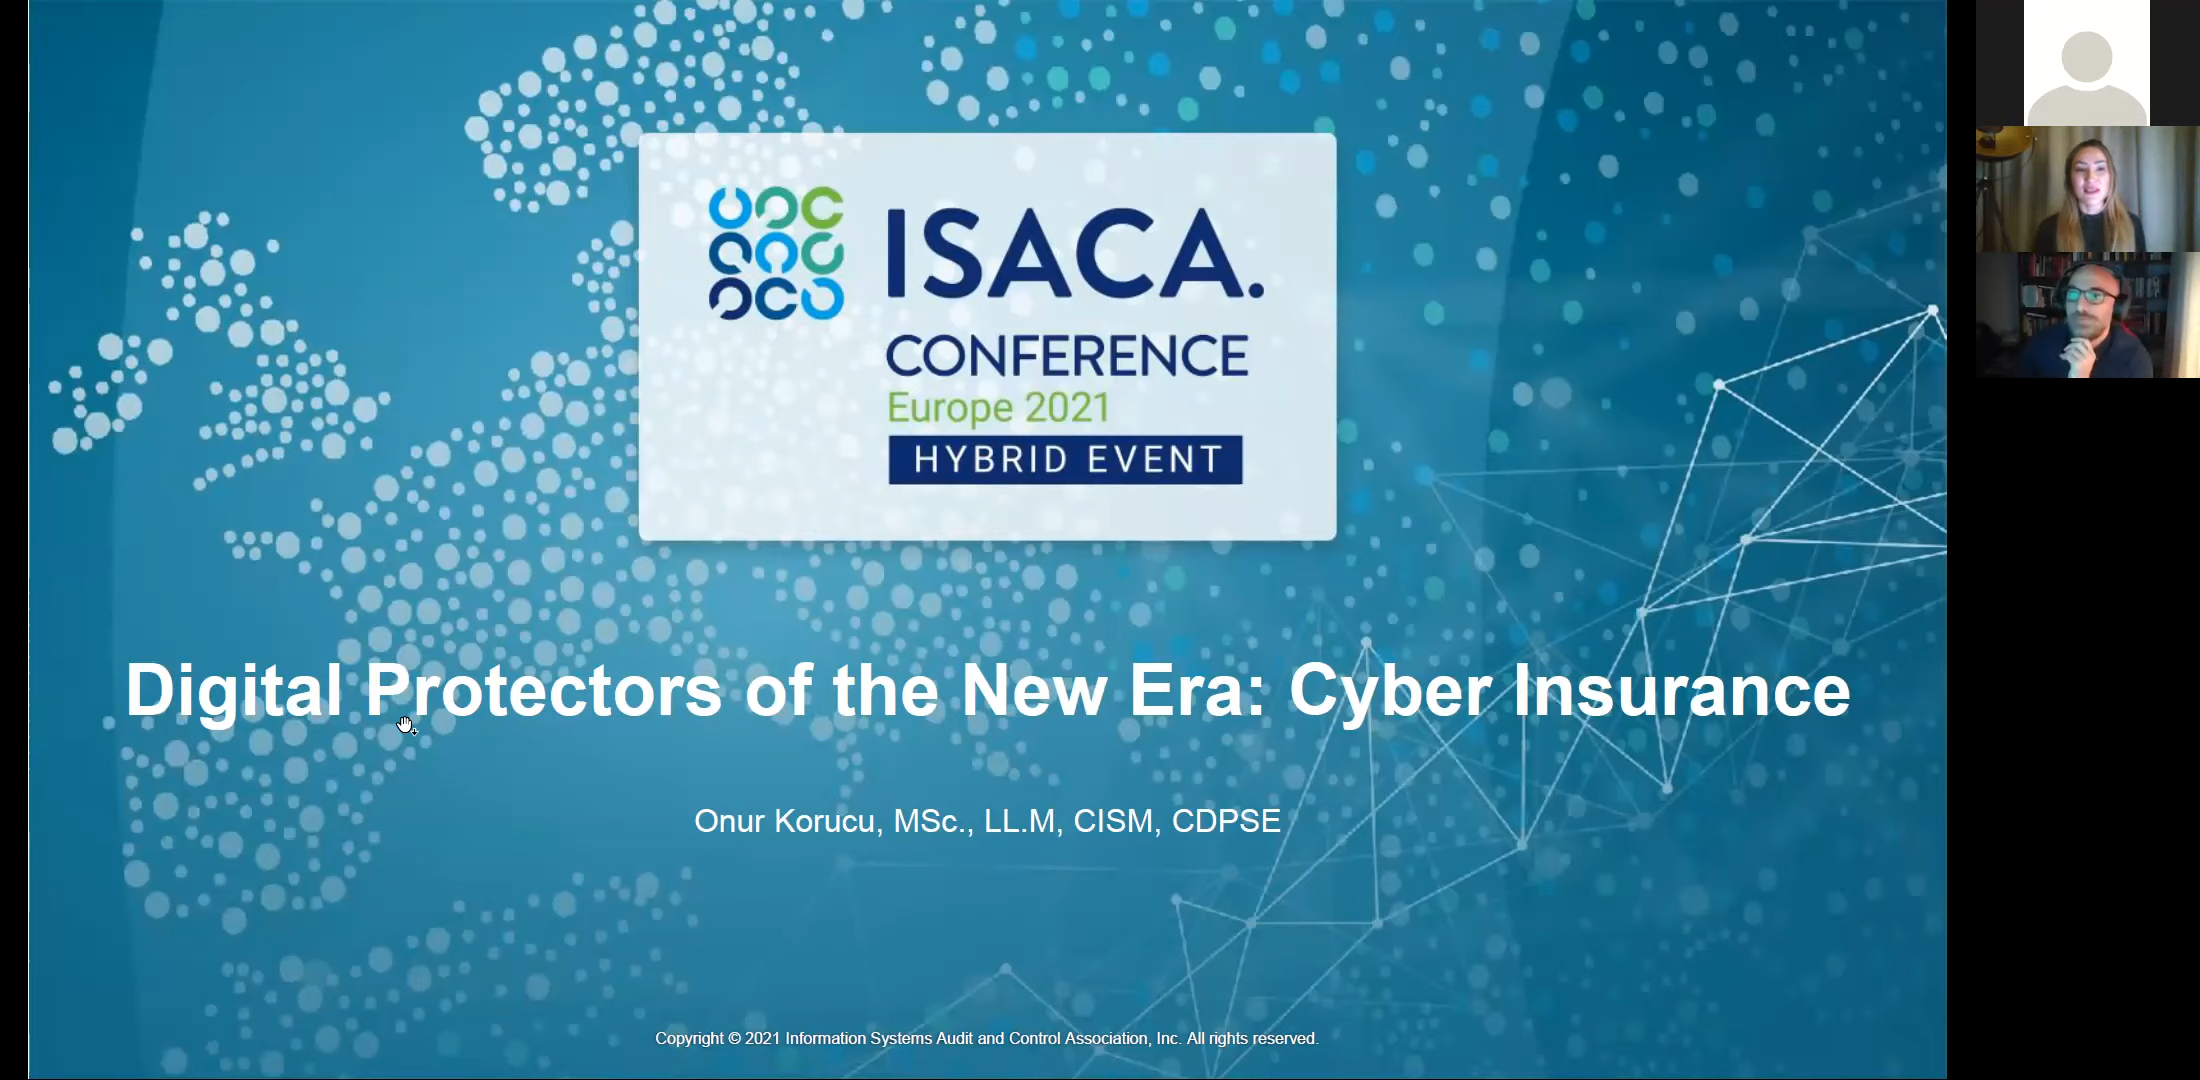 ISACA.
CONFERENCE
Europe 2021
HYBRID EVENT
Digital Protectors of the New Era: Cyber Insurance
Onur Korucu, MSc., LL.M, CISM, CDPSE
Copyright © 2021 Information Systems Audit and Control Association, Inc. All rights reserved.